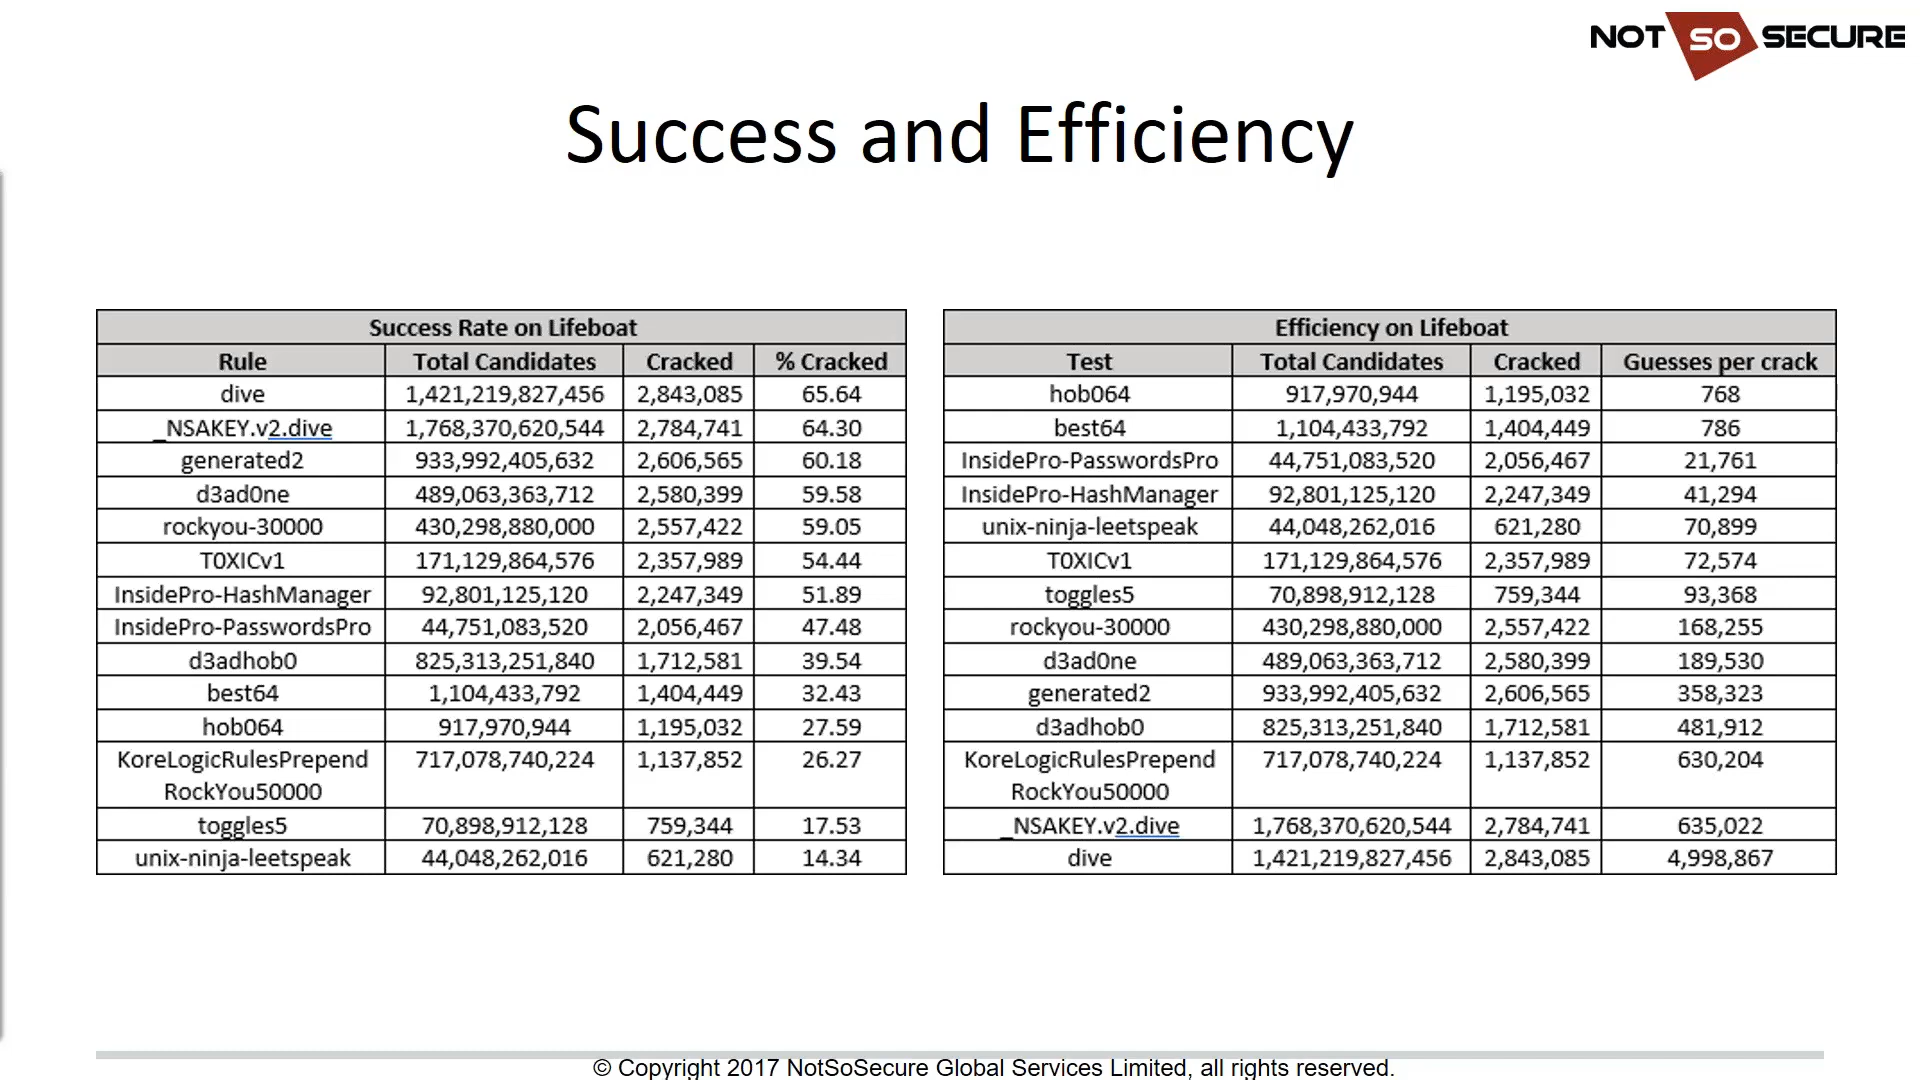 NOT SO SECURE
Success and Efficiency
Success Rate on Lifeboat
Rule Total Candidates Cracked % Cracked
dive 1,421,219,827,456 2,843,085 65.64
_NSAKEY.v2.dive 1,768,370,620,544 2,784,741 64.30
generated2 933,992,405,632 2,606,565 60.18
d3ad0ne 489,063,363,712 2,580,399 59.58
rockyou-30000 430,298,880,000 2,557,422 59.05
T0XICv1 171,129,864,576 2,357,989 54.44
InsidePro-HashManager 92,801,125,120 2,247,349 51.89
InsidePro-PasswordsPro 44,751,083,520 2,056,467 47.48
d3adhob0 825,313,251,840 1,712,581 39.54
best64 1,104,433,792 1,404,449 32.43
hob064 917,970,944 1,195,032 27.59
KoreLogicRulesPrepend 717,078,740,224 1,137,852 26.27
RockYou50000
toggles5 70,898,912,128 759,344 17.53
unix-ninja-leetspeak 44,048,262,016 621,280 14.34
Efficiency on Lifeboat
Test Total Candidates Cracked Guesses per crack
hob064 917,970,944 1,195,032 768
best64 1,104,433,792 1,404,449 786
InsidePro-PasswordsPro 44,751,083,520 2,056,467 21,761
InsidePro-HashManager 92,801,125,120 2,247,349 41,294
unix-ninja-leetspeak 44,048,262,016 621,280 70,899
T0XICv1 171,129,864,576 2,357,989 72,574
toggles5 70,898,912,128 759,344 93,368
rockyou-30000 430,298,880,000 2,557,422 168,255
d3ad0ne 489,063,363,712 2,580,399 189,530
generated2 933,992,405,632 2,606,565 358,323
d3adhob0 825,313,251,840 1,712,581 481,912
KoreLogicRulesPrepend 717,078,740,224 1,137,852 630,204
RockYou50000
_NSAKEY.v2.dive 1,768,370,620,544 2,784,741 635,022
dive 1,421,219,827,456 2,843,085 4,998,867
© Copyright 2017 NotSoSecure Global Services Limited, all rights reserved.